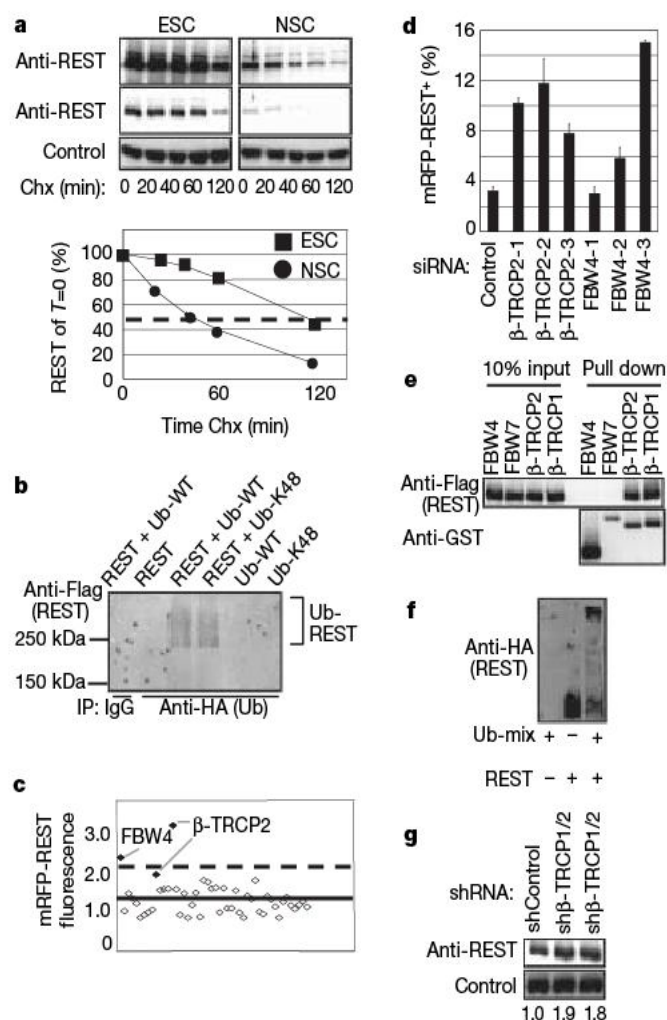 a
ESC NSC
Anti-REST
Anti-REST
Control
Chx (min): 0 20 40 60 120 0 20 40 60 120
REST of T=0 (%)
100
80
60
40
20
0
ESC
NSC
0 60 120
Time Chx (min)
b
REST + Ub-WT
REST
REST + Ub-WT
REST + Ub-K48
Ub-WT
Ub-K48
Anti-Flag
(REST)
250 kDa
150 kDa
Ub-
REST
IP: IgG Anti-HA (Ub)
c
mRFP-REST
fluorescence
3.0
2.0
1.0
0
FBW4
β-TRCP2
d
mRFP-REST+ (%)
16
12
8
4
0
siRNA:
Control
β-TRCP2-1
β-TRCP2-2
β-TRCP2-3
FBW4-1
FBW4-2
FBW4-3
e
10% input Pull down
FBW4
FBW7
β-TRCP2
β-TRCP1
FBW4
FBW7
β-TRCP2
β-TRCP1
Anti-Flag
(REST)
Anti-GST
f
Anti-HA
(REST)
Ub-mix + − +
REST − + +
g
shRNA:
shControl
shβ-TRCP1/2
shβ-TRCP1/2
Anti-REST
Control
1.0 1.9 1.8